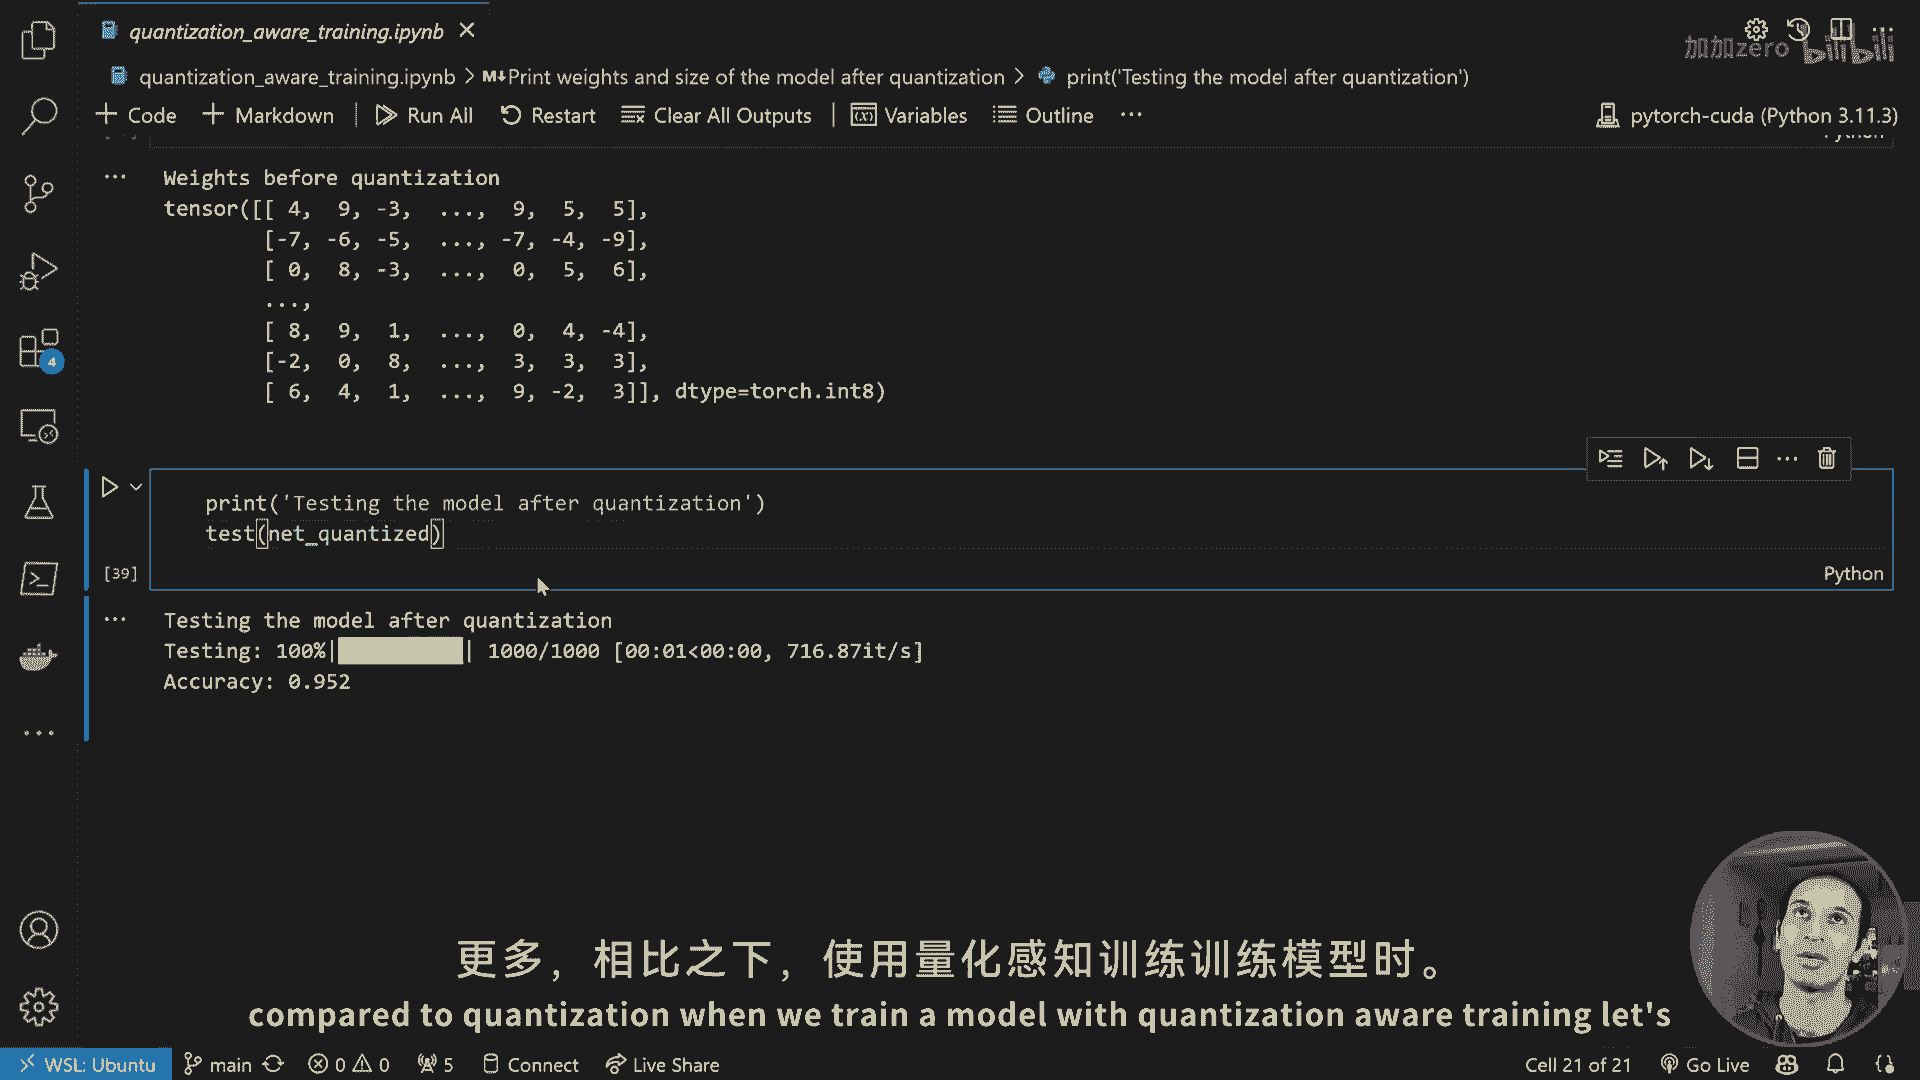 quantization_aware_training.ipynb
加加zero bilibili
quantization_aware_training.ipynb > M↓Print weights and size of the model after quantization > print('Testing the model after quantization')
+ Code + Markdown | Run All Restart Clear All Outputs | Variables Outline ... pytorch-cuda (Python 3.11.3)
... Weights before quantization
tensor([[ 4,  9, -3,  ...,  9,  5,  5],
[-7, -6, -5,  ..., -7, -4, -9],
[ 0,  8, -3,  ...,  0,  5,  6],
...,
[ 8,  9,  1,  ...,  0,  4, -4],
[-2,  0,  8,  ...,  3,  3,  3],
[ 6,  4,  1,  ...,  9, -2,  3]], dtype=torch.int8)
4
print('Testing the model after quantization')
test(net_quantized)
[39] Python
... Testing the model after quantization
Testing: 100%|██████████| 1000/1000 [00:01<00:00, 716.87it/s]
Accuracy: 0.952
更多，相比之下，使用量化感知训练训练模型时。
compared to quantization when we train a model with quantization aware training let's
WSL: Ubuntu main 0 0 5 Connect Live Share Cell 21 of 21 Go Live